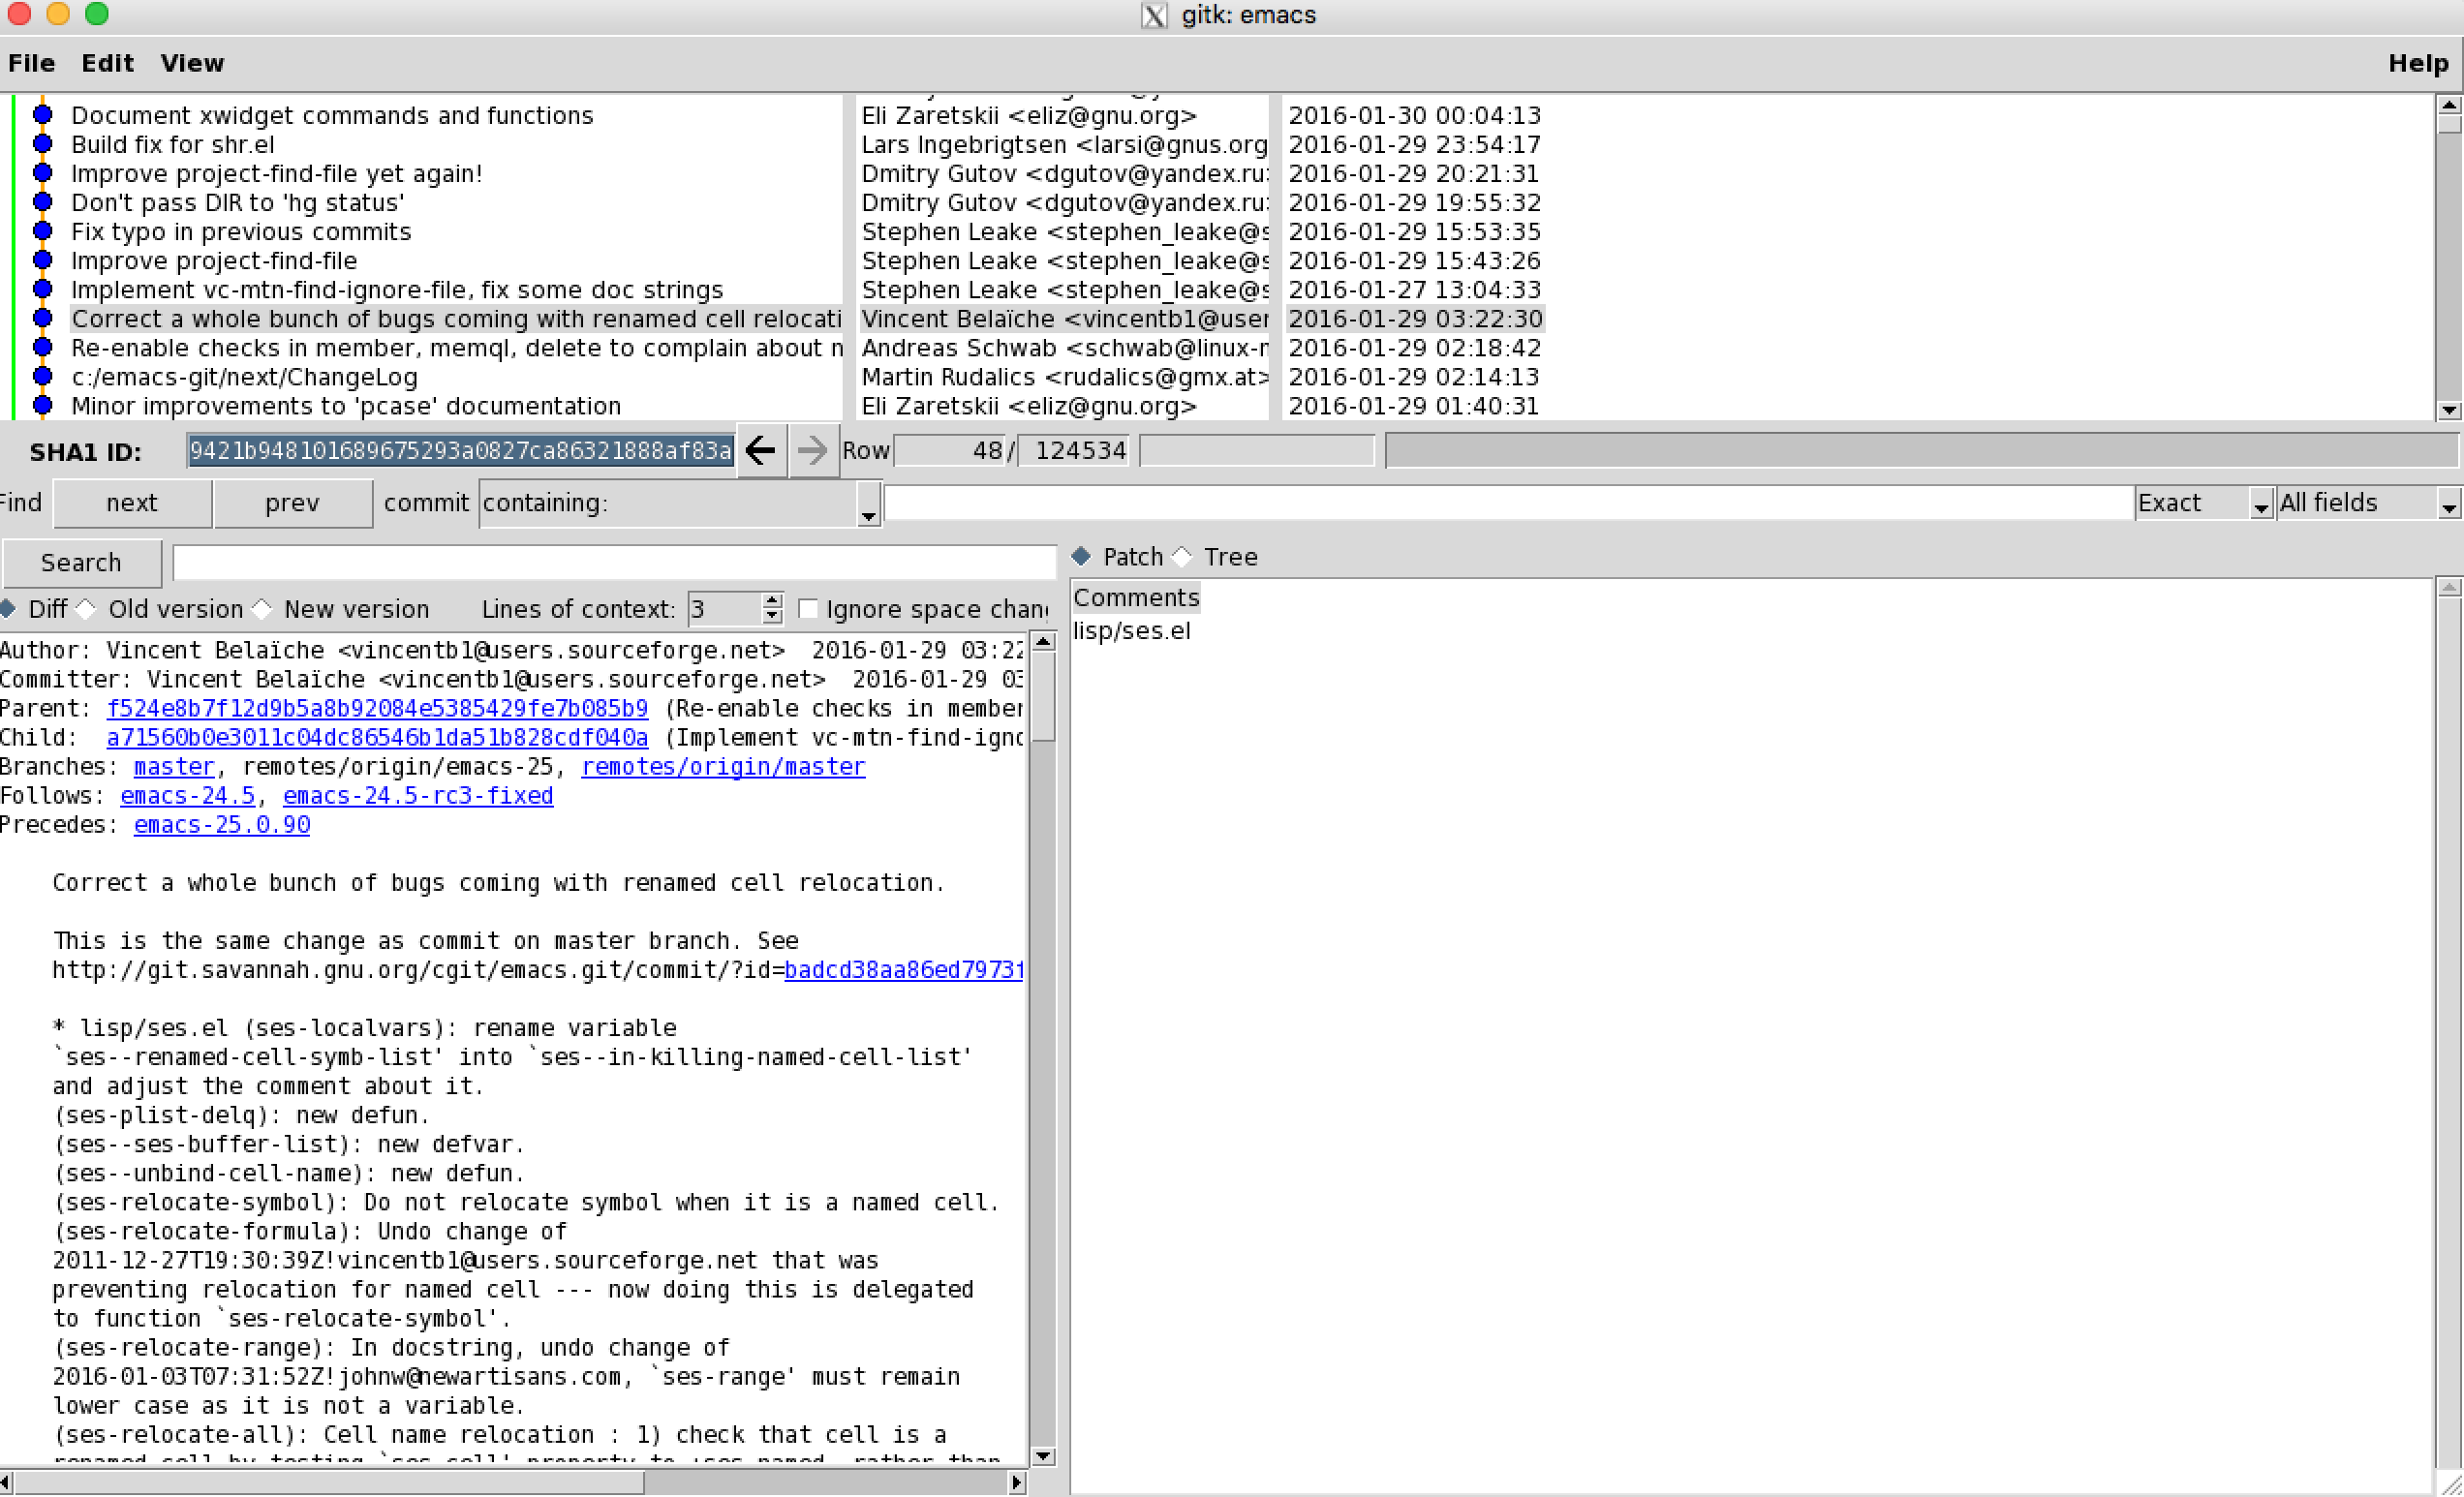 gitk: emacs
File Edit View Help
Document xwidget commands and functions Eli Zaretskii <eliz@gnu.org> 2016-01-30 00:04:13
Build fix for shr.el Lars Ingebrigtsen <larsi@gnus.org 2016-01-29 23:54:17
Improve project-find-file yet again! Dmitry Gutov <dgutov@yandex.ru> 2016-01-29 20:21:31
Don't pass DIR to 'hg status' Dmitry Gutov <dgutov@yandex.ru> 2016-01-29 19:55:32
Fix typo in previous commits Stephen Leake <stephen_leake@s 2016-01-29 15:53:35
Improve project-find-file Stephen Leake <stephen_leake@s 2016-01-29 15:43:26
Implement vc-mtn-find-ignore-file, fix some doc strings Stephen Leake <stephen_leake@s 2016-01-27 13:04:33
Correct a whole bunch of bugs coming with renamed cell relocati Vincent Belaïche <vincentb1@user 2016-01-29 03:22:30
Re-enable checks in member, memql, delete to complain about n Andreas Schwab <schwab@linux-m 2016-01-29 02:18:42
c:/emacs-git/next/ChangeLog Martin Rudalics <rudalics@gmx.at> 2016-01-29 02:14:13
Minor improvements to 'pcase' documentation Eli Zaretskii <eliz@gnu.org> 2016-01-29 01:40:31
SHA1 ID: 9421b948101689675293a0827ca86321888af83a Row 48 / 124534
Find next prev commit containing: Exact All fields
Search Patch Tree
Diff Old version New version Lines of context: 3 Ignore space chan
Comments
lisp/ses.el
Author: Vincent Belaïche <vincentb1@users.sourceforge.net>  2016-01-29 03:22
Committer: Vincent Belaïche <vincentb1@users.sourceforge.net>  2016-01-29 03
Parent: f524e8b7f12d9b5a8b92084e5385429fe7b085b9 (Re-enable checks in member
Child:  a71560b0e3011c04dc86546b1da51b828cdf040a (Implement vc-mtn-find-igno
Branches: master, remotes/origin/emacs-25, remotes/origin/master
Follows: emacs-24.5, emacs-24.5-rc3-fixed
Precedes: emacs-25.0.90
Correct a whole bunch of bugs coming with renamed cell relocation.
This is the same change as commit on master branch. See
http://git.savannah.gnu.org/cgit/emacs.git/commit/?id=badcd38aa86ed7973f
* lisp/ses.el (ses-localvars): rename variable
`ses--renamed-cell-symb-list' into `ses--in-killing-named-cell-list'
and adjust the comment about it.
(ses-plist-delq): new defun.
(ses--ses-buffer-list): new defvar.
(ses--unbind-cell-name): new defun.
(ses-relocate-symbol): Do not relocate symbol when it is a named cell.
(ses-relocate-formula): Undo change of
2011-12-27T19:30:39Z!vincentb1@users.sourceforge.net that was
preventing relocation for named cell --- now doing this is delegated
to function `ses-relocate-symbol'.
(ses-relocate-range): In docstring, undo change of
2016-01-03T07:31:52Z!johnw@newartisans.com, `ses-range' must remain
lower case as it is not a variable.
(ses-relocate-all): Cell name relocation : 1) check that cell is a